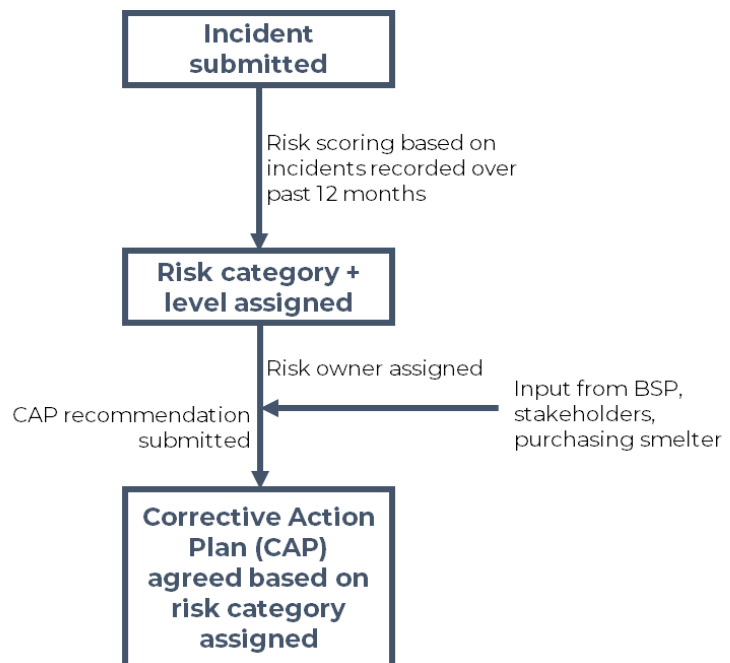 Incident
submitted
Risk scoring based on
incidents recorded over
past 12 months
Risk category +
level assigned
Risk owner assigned
Input from BSP,
stakeholders,
purchasing smelter
CAP recommendation
submitted
Corrective Action
Plan (CAP)
agreed based on
risk category
assigned